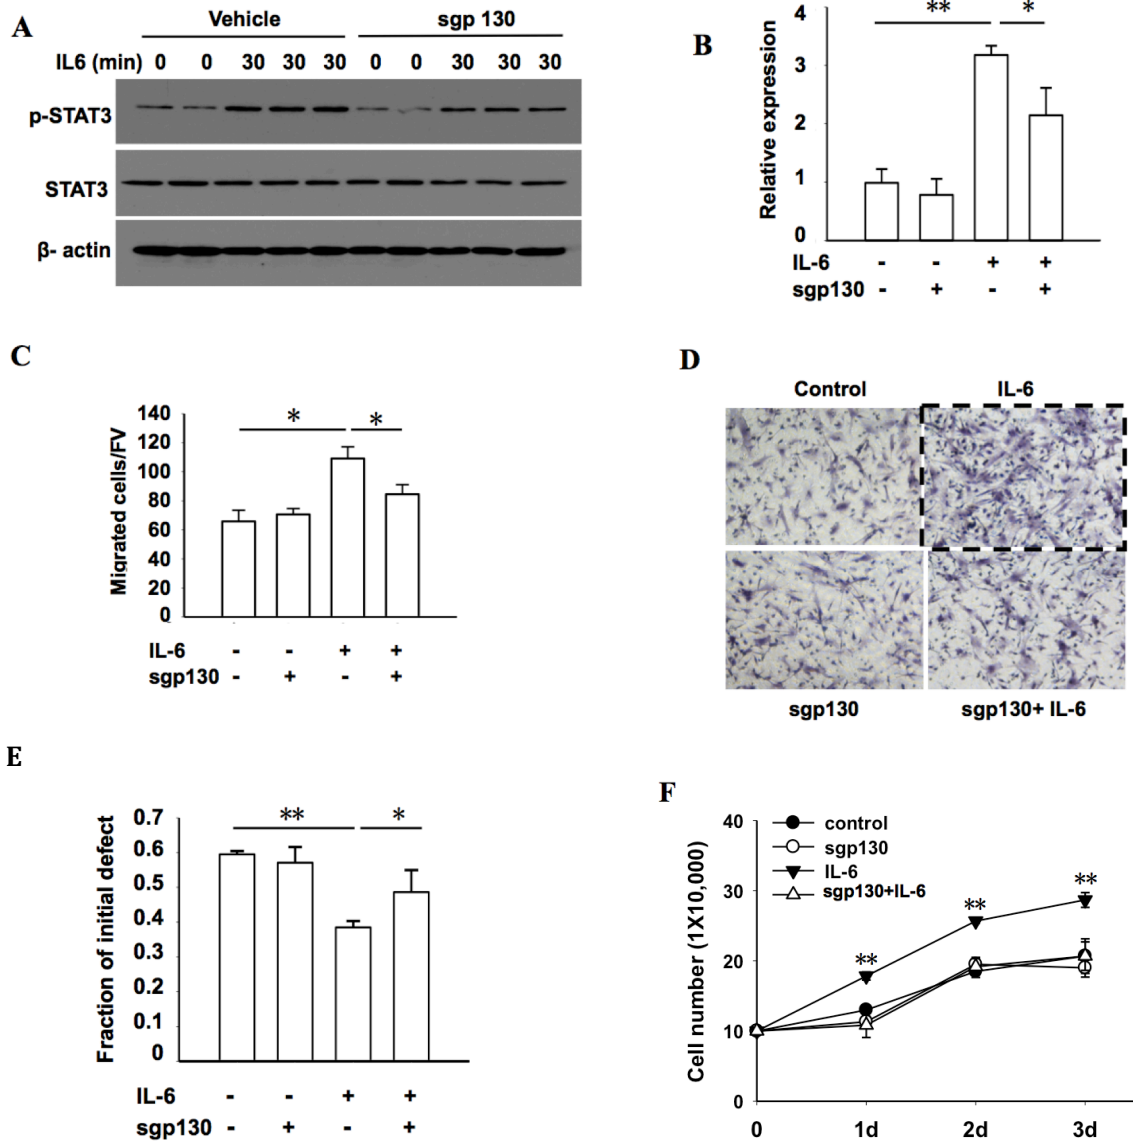 A
Vehicle sgp 130
IL6 (min) 0 0 30 30 30 0 0 30 30 30
p-STAT3
STAT3
β- actin
B
Relative expression
4
3
2
1
0
** *
IL-6 - - + +
sgp130 - + - +
C
Migrated cells/FV
140
120
100
80
60
40
20
0
* *
IL-6 - - + +
sgp130 - + - +
D
Control IL-6
sgp130 sgp130+ IL-6
E
Fraction of initial defect
0.7
0.6
0.5
0.4
0.3
0.2
0.1
0
** *
IL-6 - - + +
sgp130 - + - +
F
Cell number (1X10,000)
40
30
20
10
0
control
sgp130
IL-6
sgp130+IL-6
** ** **
0 1d 2d 3d